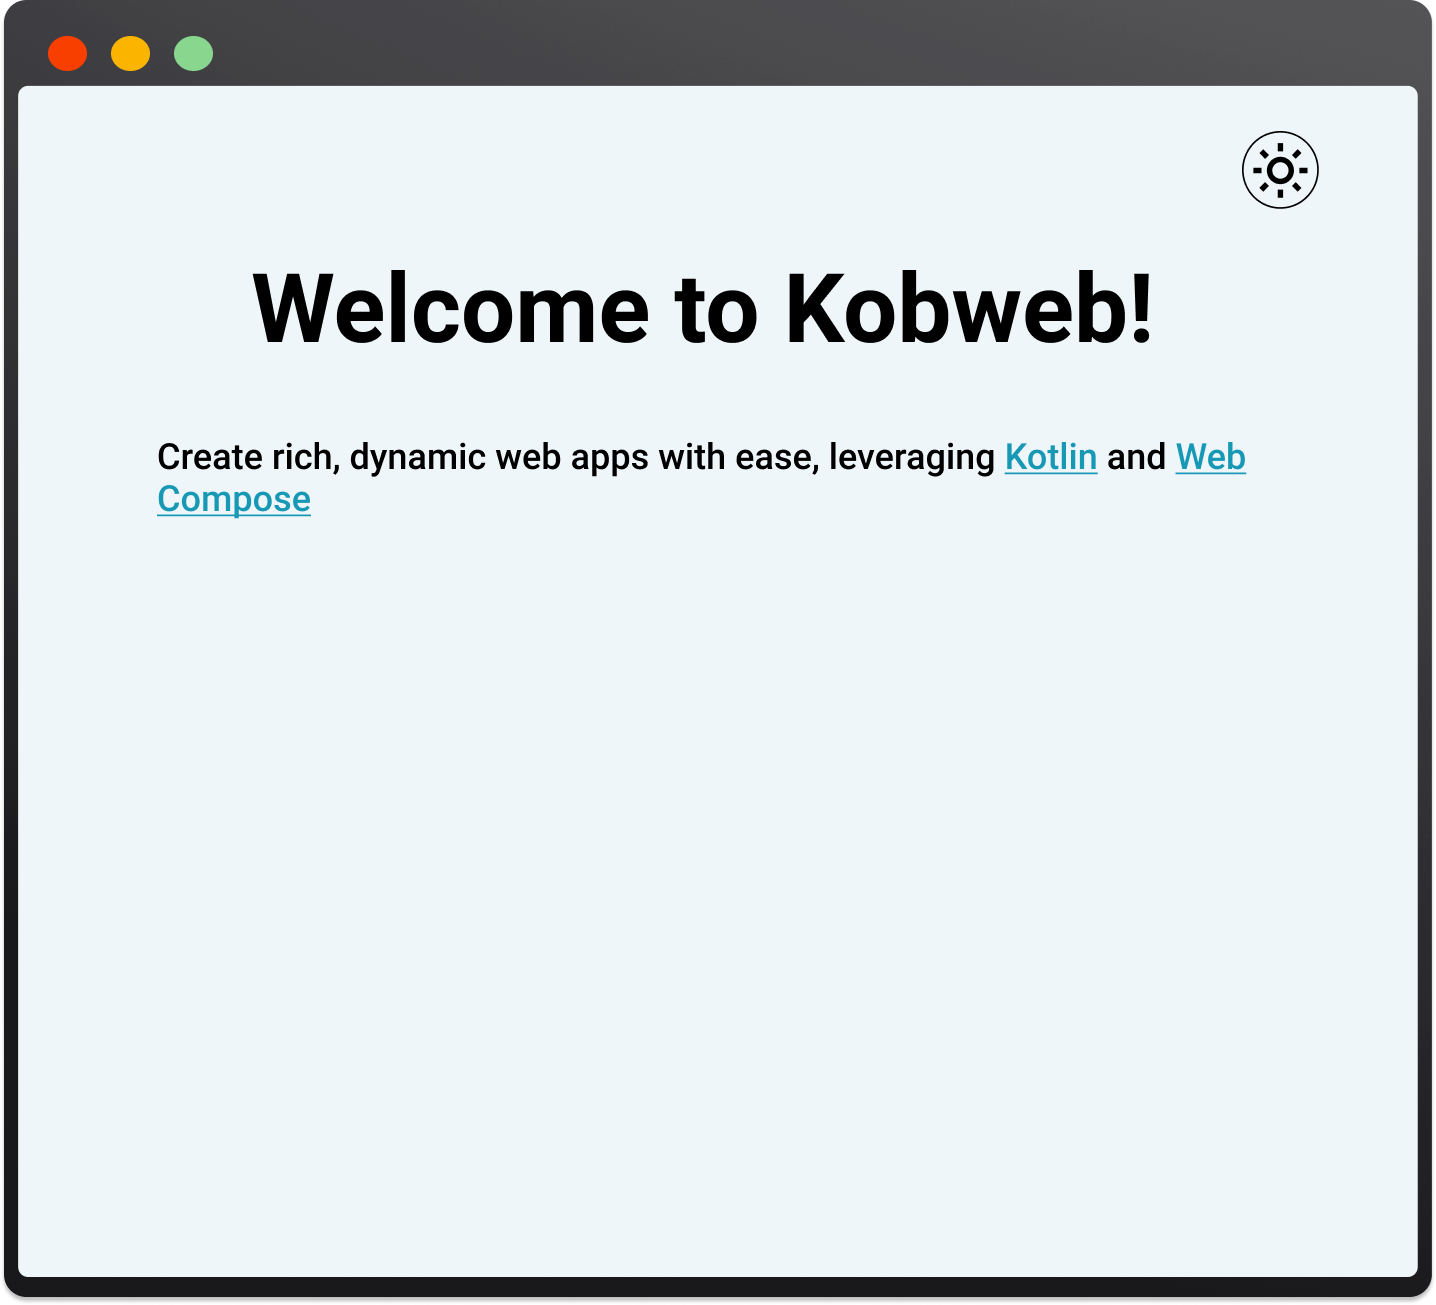 Welcome to Kobweb!
Create rich, dynamic web apps with ease, leveraging Kotlin and Web
Compose